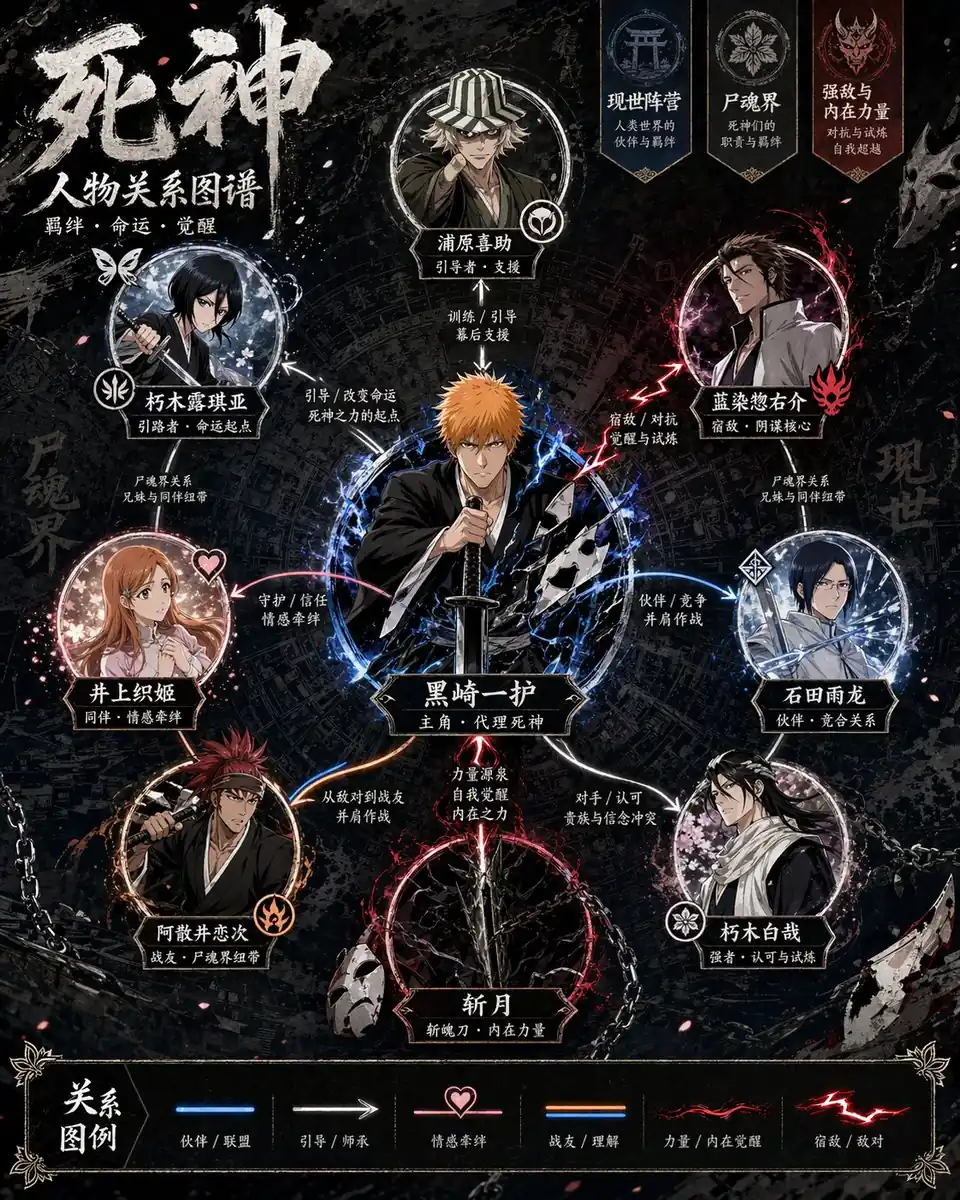 死神
人物关系图谱
羁绊·命运·觉醒
现世阵营
人类世界的
伙伴与羁绊
尸魂界
死神们的
职责与羁绊
强敌与
内在力量
对抗与试炼
自我超越
浦原喜助
引导者·支援
训练/引导
幕后支援
朽木露琪亚
引路者·命运起点
引导/改变命运
死神之力的起点
蓝染惣右介
宿敌·阴谋核心
宿敌/对抗
觉醒与试炼
尸魂界关系
兄妹与同伴纽带
尸魂界关系
兄妹与同伴纽带
尸魂界
现世
井上织姬
同伴·情感牵绊
守护/信任
情感牵绊
黑崎一护
主角·代理死神
伙伴/竞争
并肩作战
石田雨龙
伙伴·竞合关系
从敌对到战友
并肩作战
力量源泉
自我觉醒
内在之力
对手/认可
贵族与信念冲突
阿散井恋次
战友·尸魂界纽带
斩月
斩魄刀·内在力量
朽木白哉
强者·认可与试炼
关系
图例
伙伴/联盟
引导/师承
情感牵绊
战友/理解
力量/内在觉醒
宿敌/敌对